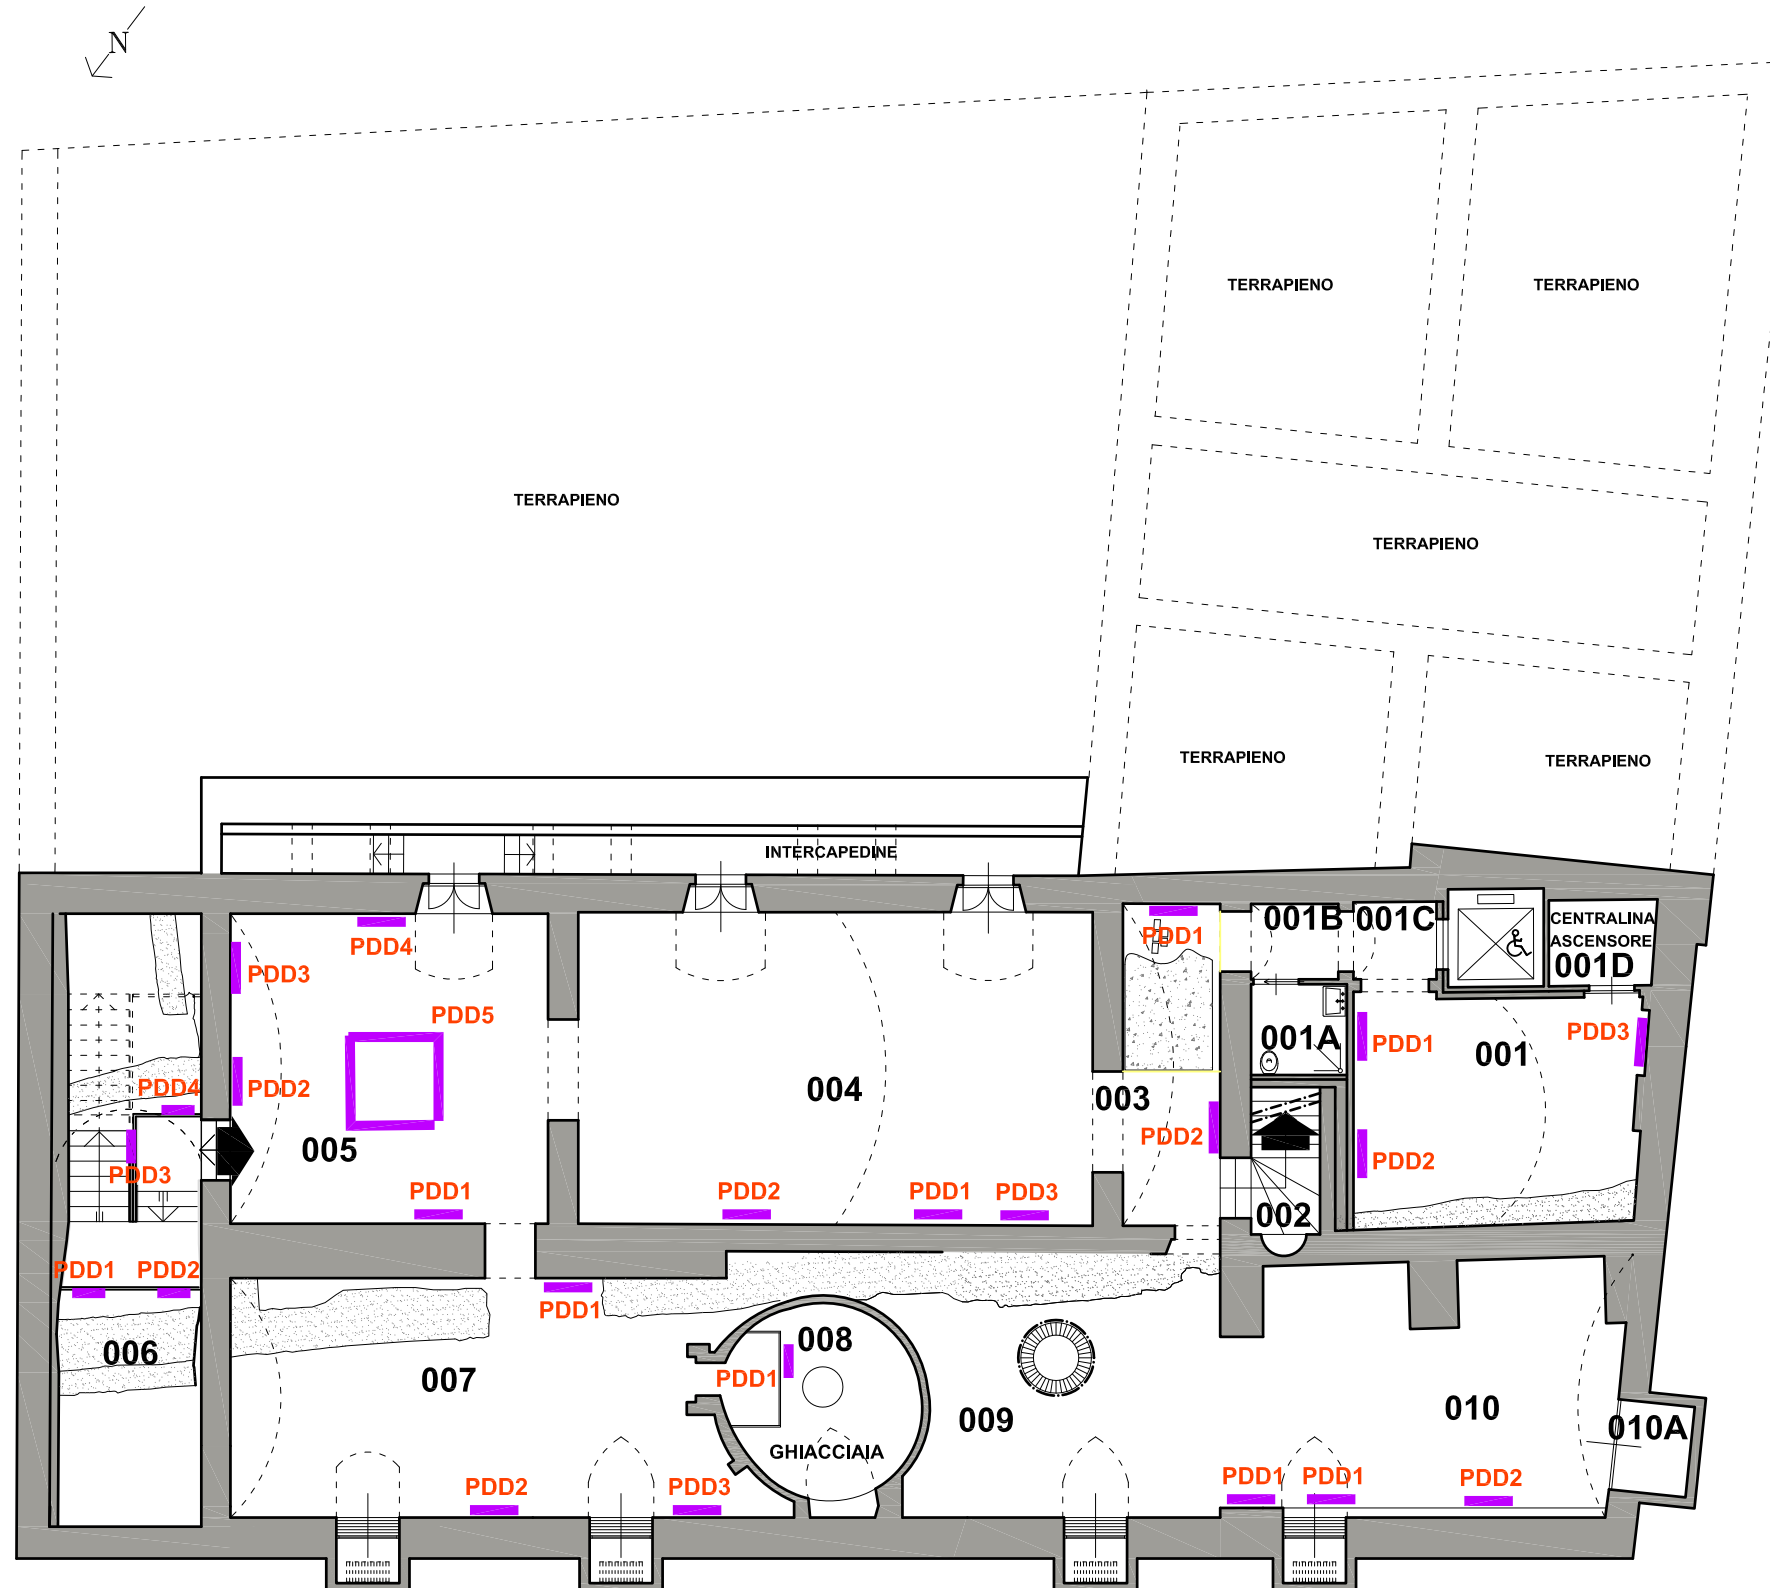 N
TERRAPIENO
TERRAPIENO
TERRAPIENO
TERRAPIENO
TERRAPIENO
TERRAPIENO
INTERCAPEDINE
001B
001C
CENTRALINA
ASCENSORE
001D
PDD1
PDD4
PDD3
PDD5
PDD2
005
PDD1
004
PDD2
PDD1
PDD3
003
PDD2
001A
002
PDD1
001
PDD3
PDD2
PDD4
PDD3
PDD1
PDD2
006
PDD1
007
PDD2
PDD3
008
PDD1
GHIACCIAIA
009
PDD1
PDD1
PDD2
010
010A